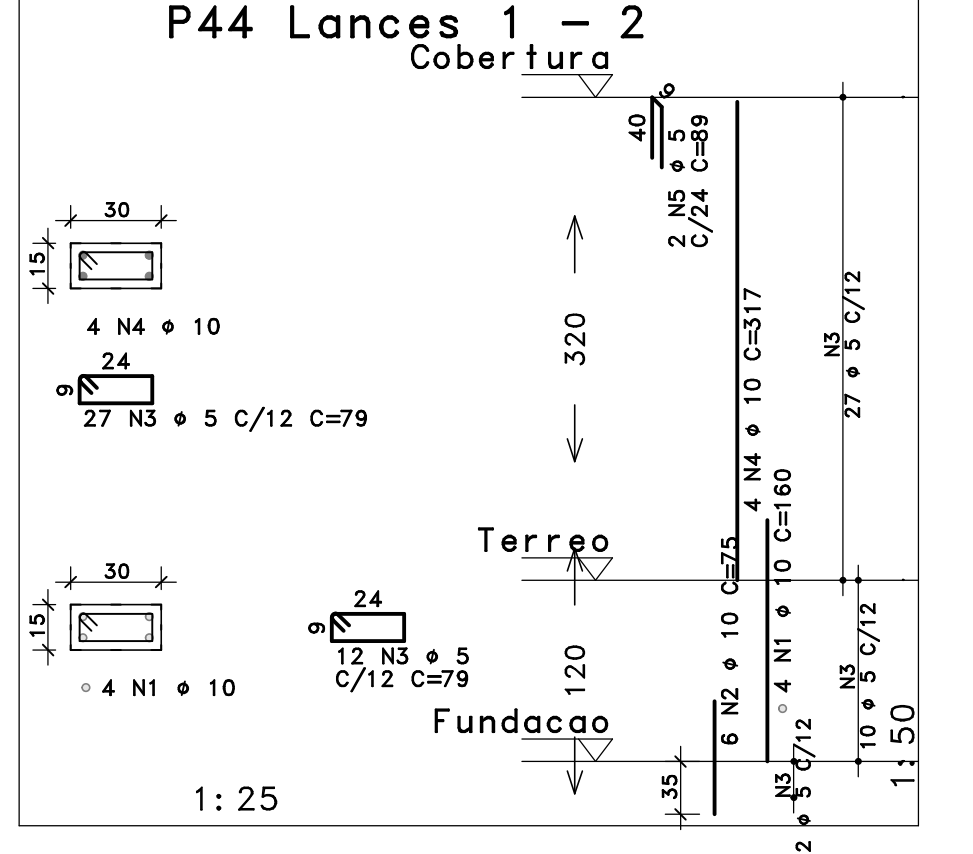 P44 Lances 1 - 2
Cobertura
40
9
2 N5 ø 5
C/24 C=89
30
15
4 N4 ø 10
24
9
27 N3 ø 5 C/12 C=79
320
4 N4 ø 10 C=317
N3
27 ø 5 C/12
Terreo
30
15
4 N1 ø 10
24
9
12 N3 ø 5
C/12 C=79
120
6 N2 ø 10 C=75
4 N1 ø 10 C=160
N3
10 ø 5 C/12
Fundacao
35
N3
2 ø 5 C/12
1:25
1:50